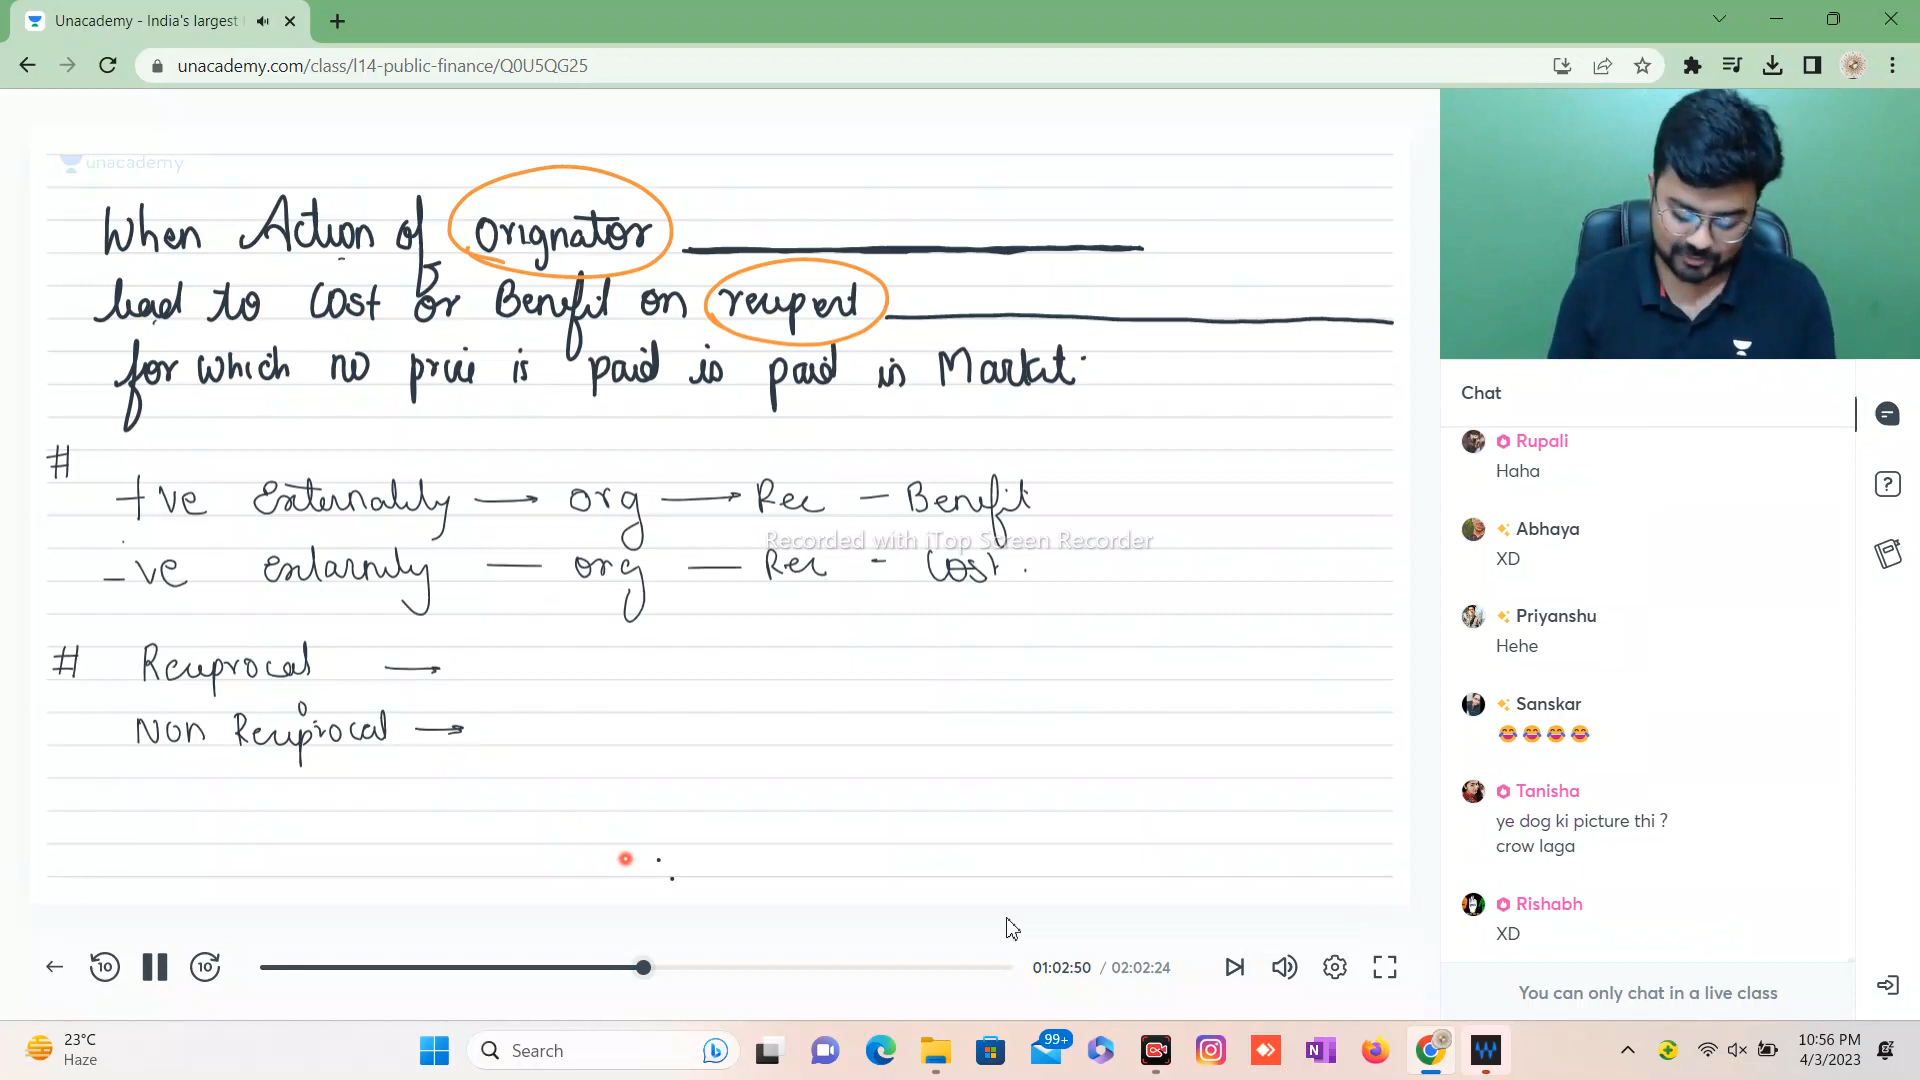 Unacademy - India's largest
unacademy.com/class/l14-public-finance/Q0U5QG25
unacademy
When Action of Orignator
lead to Cost or Benefit on reupent
for which no price is paid is paid in Market.
#
+ve Externality → Org → Rec - Benefit
Recorded with iTop Screen Recorder
-ve Extarnity — Org — Rec - Cost.
# Reciprocal →
Non Reciprocal →
10
10
01:02:50 / 02:02:24
Chat
Rupali
Haha
Abhaya
XD
Priyanshu
Hehe
Sanskar
😂 😂 😂 😂
Tanisha
ye dog ki picture thi ?
crow laga
Rishabh
XD
You can only chat in a live class
23°C
Haze
Search
99+
10:56 PM
4/3/2023